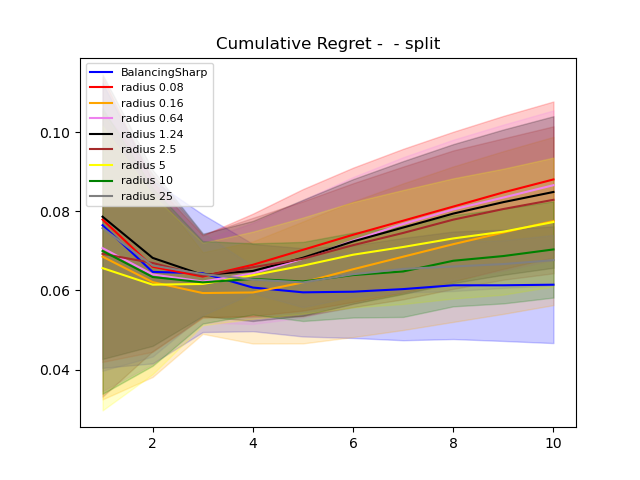 Cumulative Regret -  - split
BalancingSharp
radius 0.08
radius 0.16
radius 0.64
radius 1.24
radius 2.5
radius 5
radius 10
radius 25
0.10
0.08
0.06
0.04
2 4 6 8 10